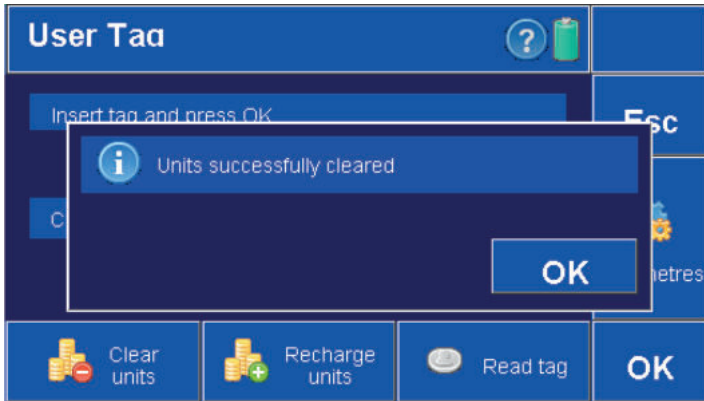 User Tag
?
Insert tag and press OK
Esc
i Units successfully cleared
C
OK
etres
Clear
units
Recharge
units
Read tag
OK